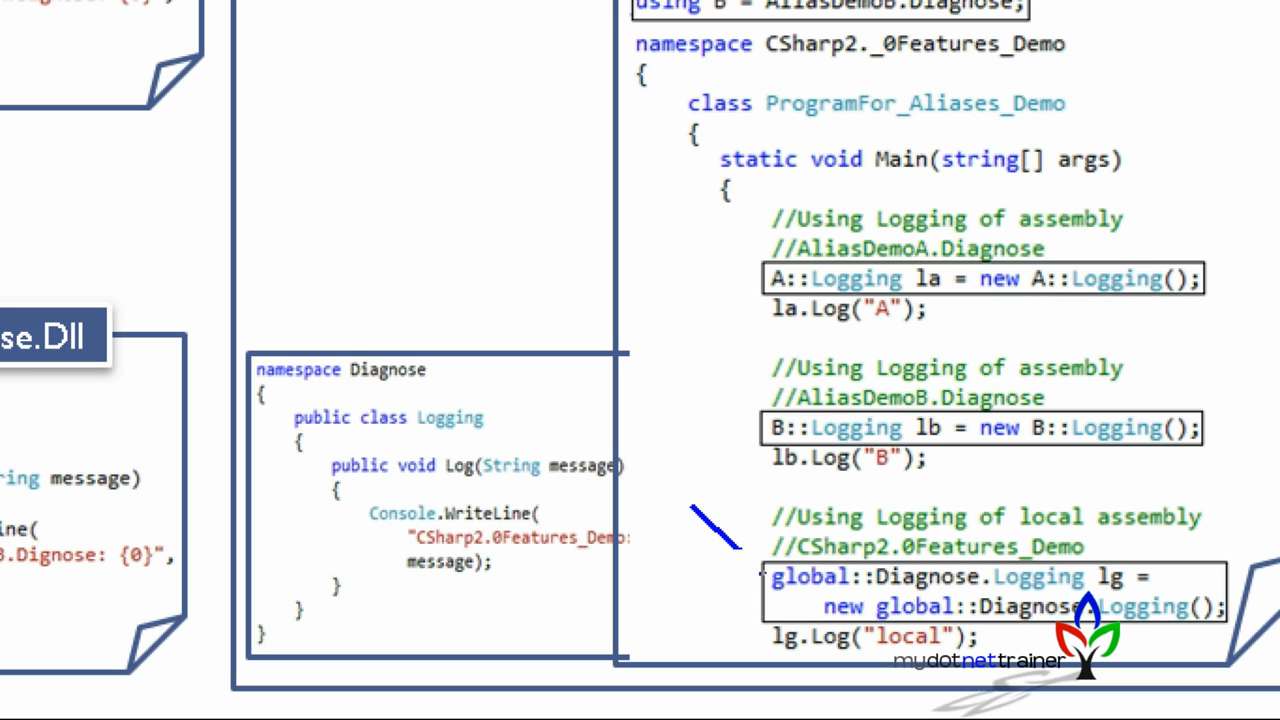 using B = AliasDemoB.Diagnose;
namespace CSharp2._0Features_Demo
{
class ProgramFor_Aliases_Demo
{
static void Main(string[] args)
{
//Using Logging of assembly
//AliasDemoA.Diagnose
A::Logging la = new A::Logging();
la.Log("A");
//Using Logging of assembly
//AliasDemoB.Diagnose
B::Logging lb = new B::Logging();
lb.Log("B");
//Using Logging of local assembly
//CSharp2.0Features_Demo
global::Diagnose.Logging lg =
new global::Diagnose.Logging();
lg.Log("local");
se.Dll
ring message)
ine(
B.Dignose: {0}",
namespace Diagnose
{
public class Logging
{
public void Log(String message)
{
Console.WriteLine(
"CSharp2.0Features_Demo:
message);
}
}
}
mydotnettrainer